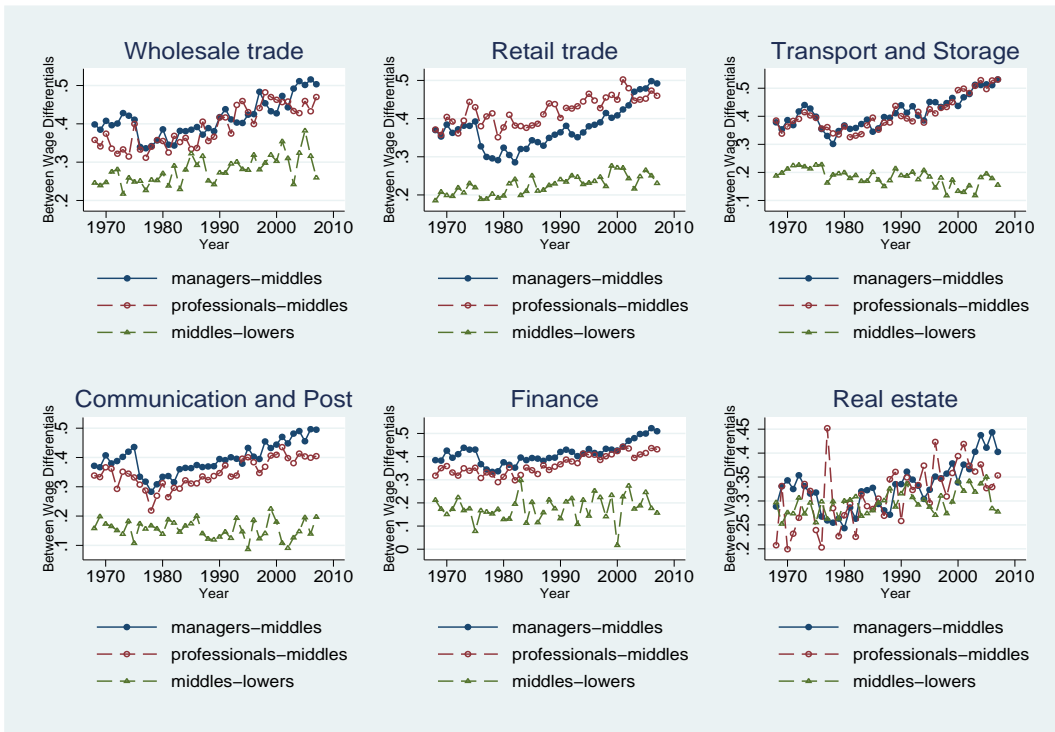 Wholesale trade
Between Wage Differentials
.2 .3 .4 .5
1970 1980 1990 2000 2010
Year
managers−middles
professionals−middles
middles−lowers
Retail trade
Between Wage Differentials
.2 .3 .4 .5
1970 1980 1990 2000 2010
Year
managers−middles
professionals−middles
middles−lowers
Transport and Storage
Between Wage Differentials
.1 .2 .3 .4 .5
1970 1980 1990 2000 2010
Year
managers−middles
professionals−middles
middles−lowers
Communication and Post
Between Wage Differentials
.1 .2 .3 .4 .5
1970 1980 1990 2000 2010
Year
managers−middles
professionals−middles
middles−lowers
Finance
Between Wage Differentials
0 .1 .2 .3 .4 .5
1970 1980 1990 2000 2010
Year
managers−middles
professionals−middles
middles−lowers
Real estate
Between Wage Differentials
.2 .25 .3 .35 .4 .45
1970 1980 1990 2000 2010
Year
managers−middles
professionals−middles
middles−lowers